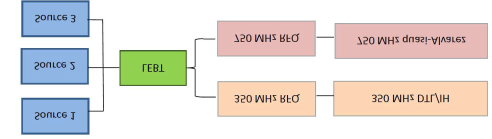 Source 3
Source 2
Source 1
LEBT
750 MHz RFQ
750 MHz quasi-Alvarez
350 MHz RFQ
350 MHz DTL/IH